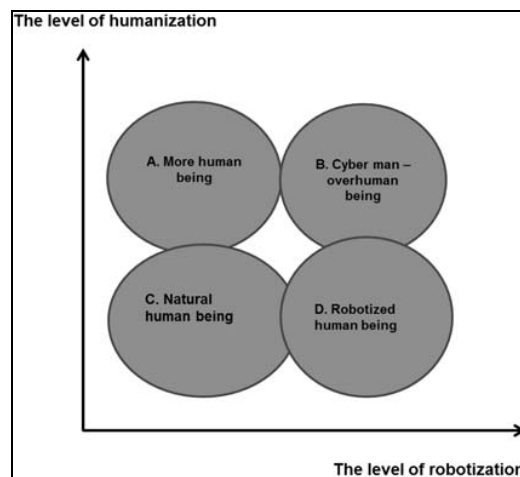 The level of humanization
A. More human
being
B. Cyber man –
overhuman
being
C. Natural
human being
D. Robotized
human being
The level of robotization